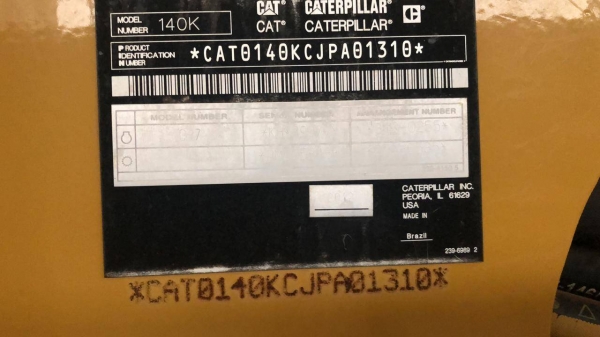 CAT® CATERPILLAR® C
CAT® CATERPILLAR
MODEL NUMBER 140K
PRODUCT IDENTIFICATION NUMBER *CAT0140KCJPA01310*
MODEL NUMBER NUMBER ARRANGEMENT NUMBER
CATERPILLAR INC.
PEORIA, IL 61629
USA
MADE IN
Brazil
239-6989 2
*CAT0140KCJPA01310*